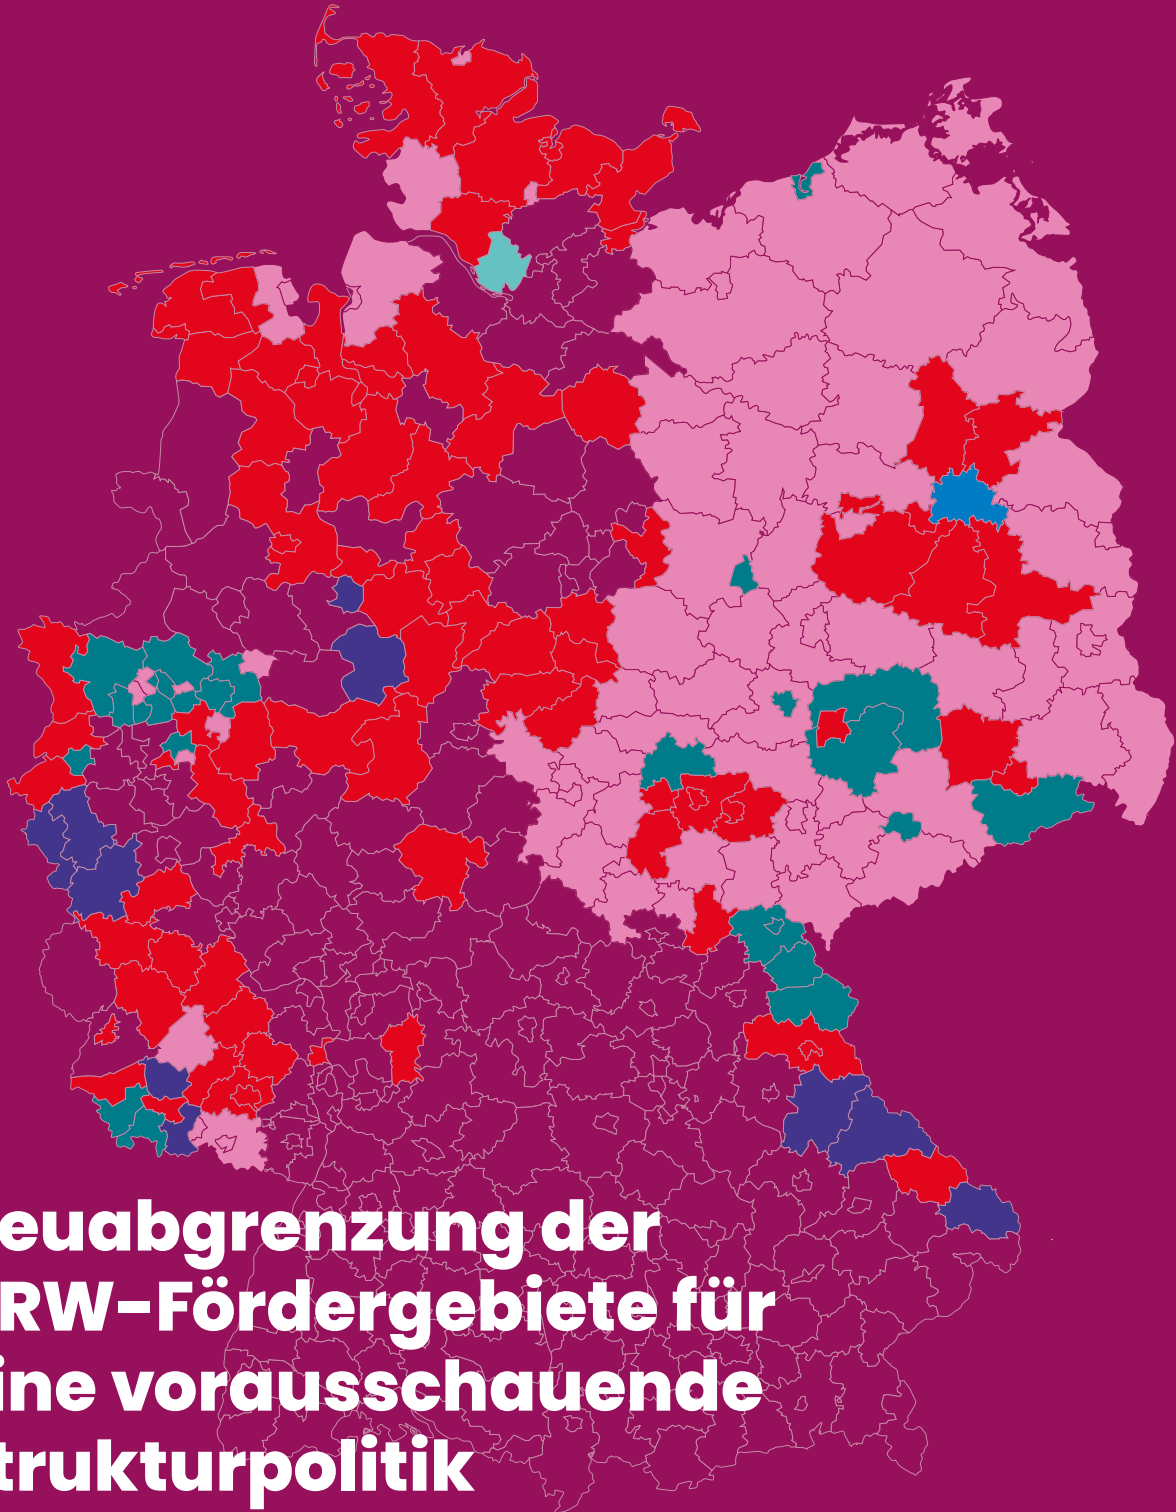 euabgrenzung der
RW-Fördergebiete für
ine vorausschauende
trukturpolitik